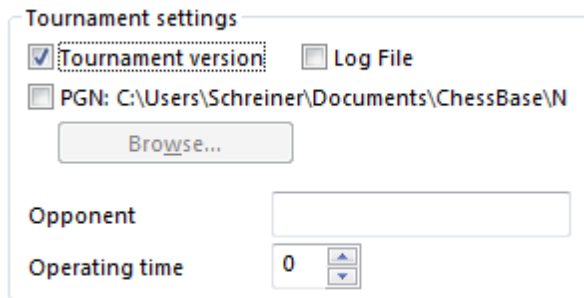 Tournament settings
Tournament version Log File
PGN: C:\Users\Schreiner\Documents\ChessBase\N
Browse...
Opponent
Operating time 0